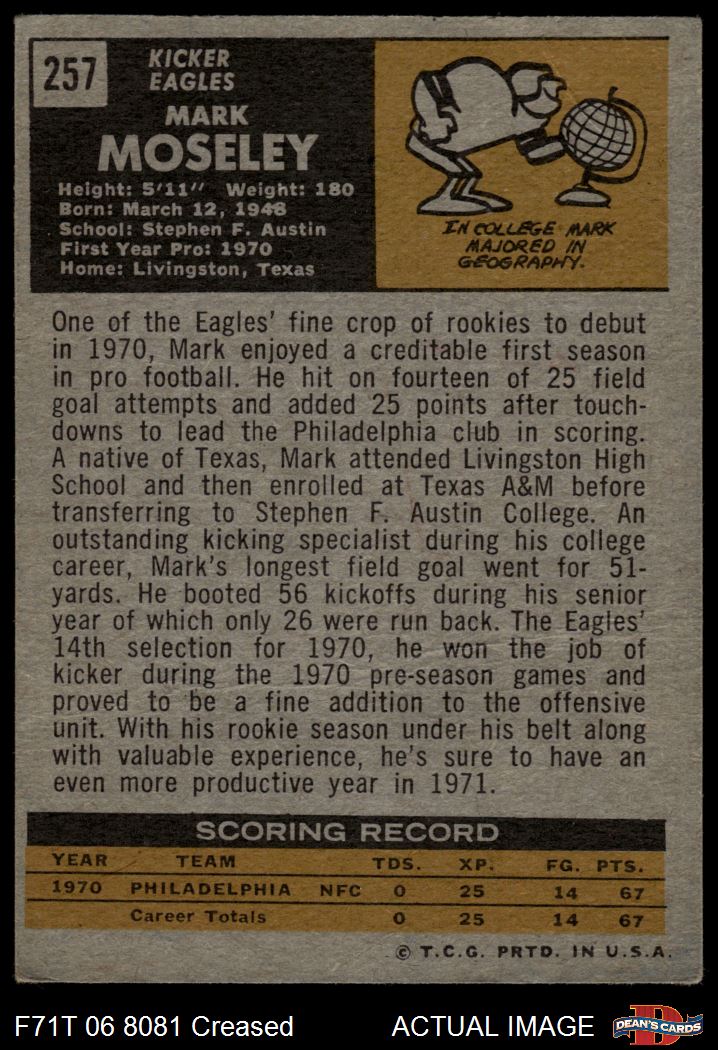 257
KICKER
EAGLES
MARK
MOSELEY
Height: 5'11" Weight: 180
Born: March 12, 1948
School: Stephen F. Austin
First Year Pro: 1970
Home: Livingston, Texas
IN COLLEGE MARK
MAJORED IN
GEOGRAPHY.
One of the Eagles' fine crop of rookies to debut
in 1970, Mark enjoyed a creditable first season
in pro football. He hit on fourteen of 25 field
goal attempts and added 25 points after touch-
downs to lead the Philadelphia club in scoring.
A native of Texas, Mark attended Livingston High
School and then enrolled at Texas A&M before
transferring to Stephen F. Austin College. An
outstanding kicking specialist during his college
career, Mark's longest field goal went for 51-
yards. He booted 56 kickoffs during his senior
year of which only 26 were run back. The Eagles'
14th selection for 1970, he won the job of
kicker during the 1970 pre-season games and
proved to be a fine addition to the offensive
unit. With his rookie season under his belt along
with valuable experience, he's sure to have an
even more productive year in 1971.
SCORING RECORD
YEAR TEAM TDS. XP. FG. PTS.
1970 PHILADELPHIA NFC 0 25 14 67
Career Totals 0 25 14 67
© T.C.G. PRTD. IN U.S.A.
F71T 06 8081 Creased ACTUAL IMAGE
D
DEAN'S CARDS